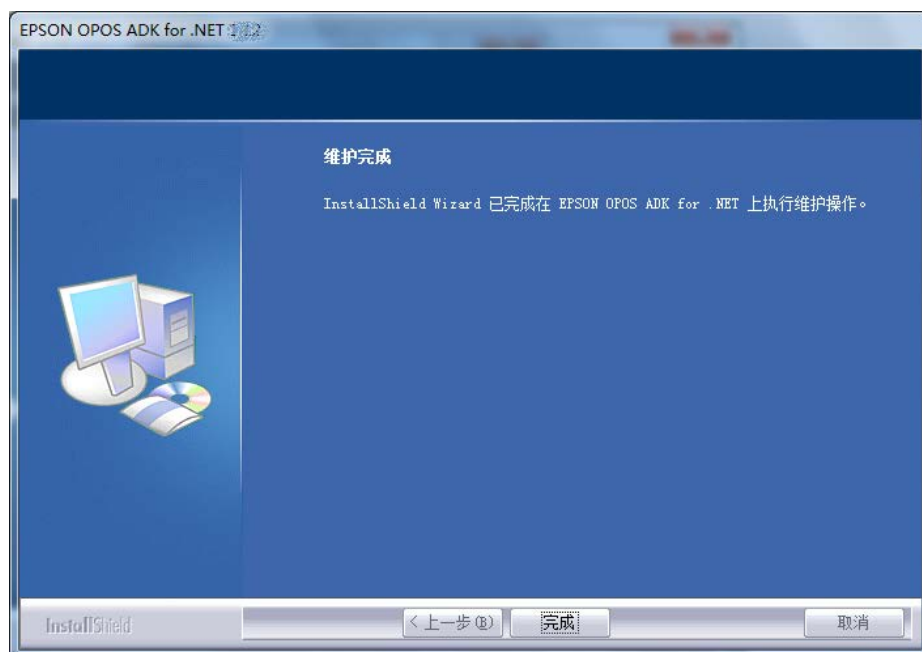 EPSON OPOS ADK for .NET
维护完成
InstallShield Wizard 已完成在 EPSON OPOS ADK for .NET 上执行维护操作。
InstallShield
< 上一步(B)
完成
取消